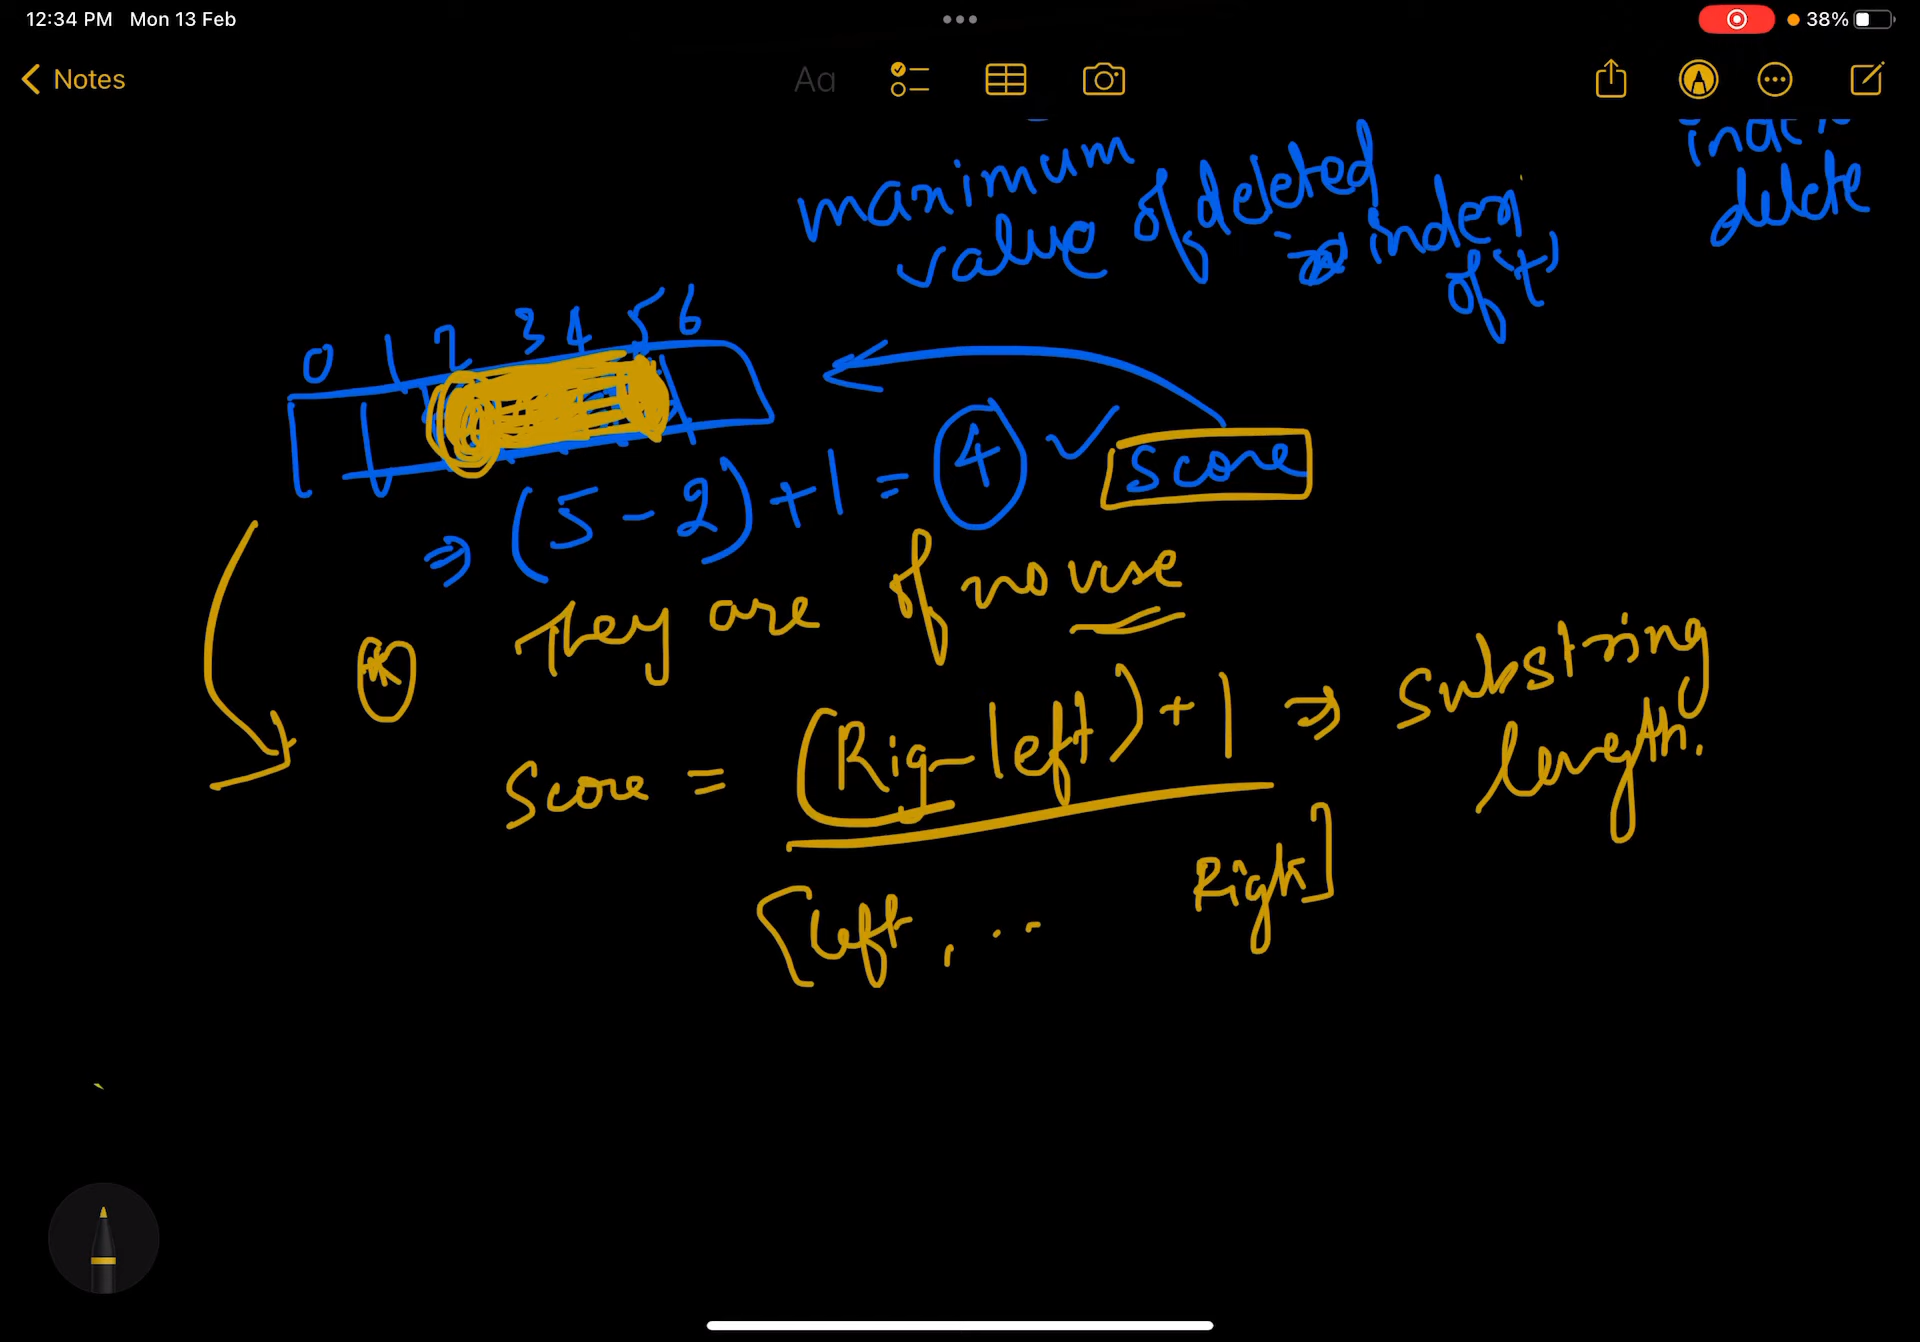 12:34 PM Mon 13 Feb
38%
Notes
Aa
maximum
value of deleted
index
of 't'
delete
0 1 2 3 4 5 6
⇒ (5-2)+1 = 4 ✓ Score
They are of no use
Score = (Rig-left)+1 ⇒ substring
length.
[left, ... Righ]